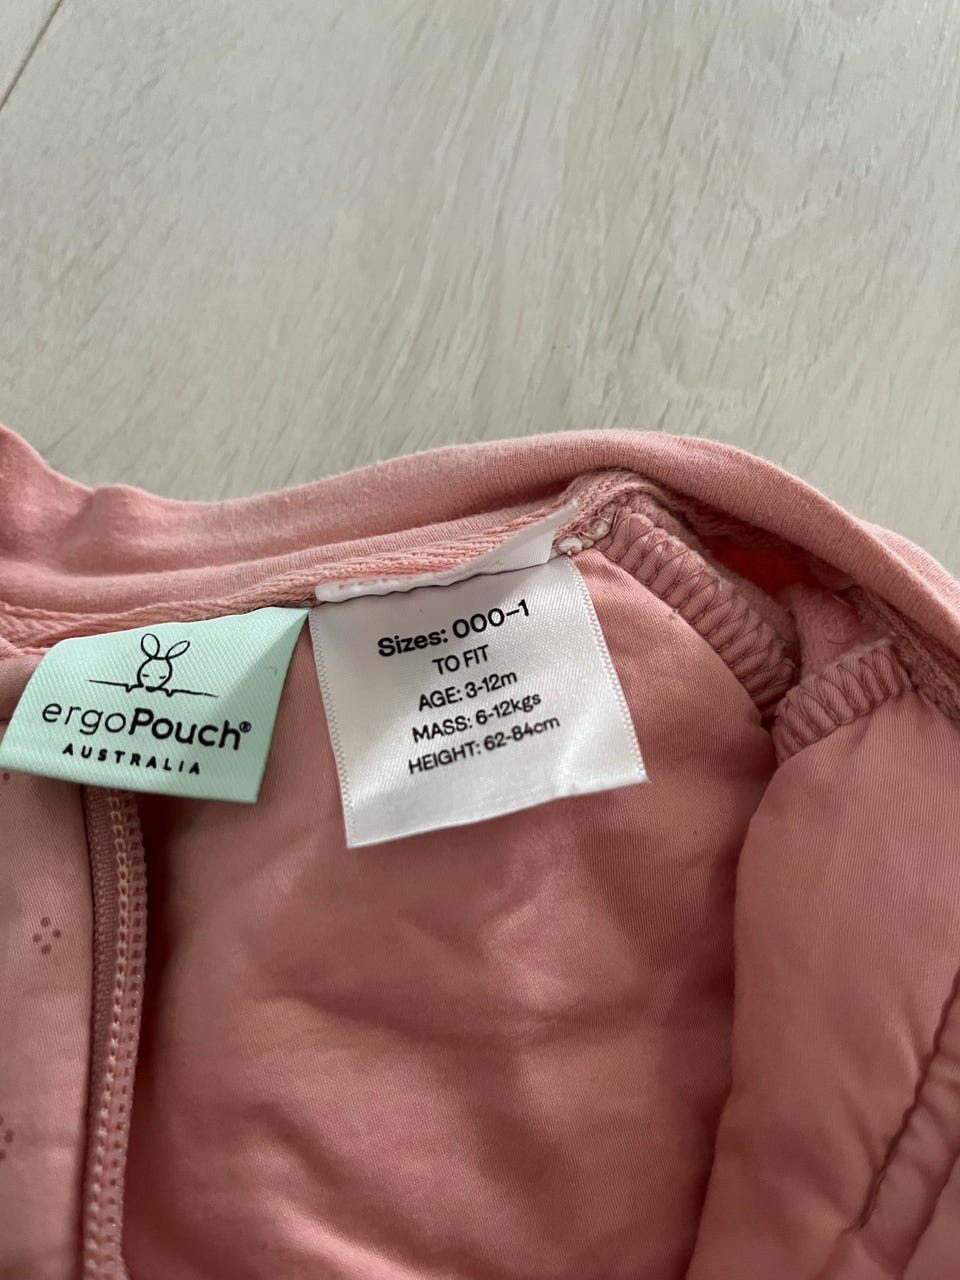 ergoPouch®
AUSTRALIA
Sizes: 000-1
TO FIT
AGE: 3-12m
MASS: 6-12kgs
HEIGHT: 62-84cm